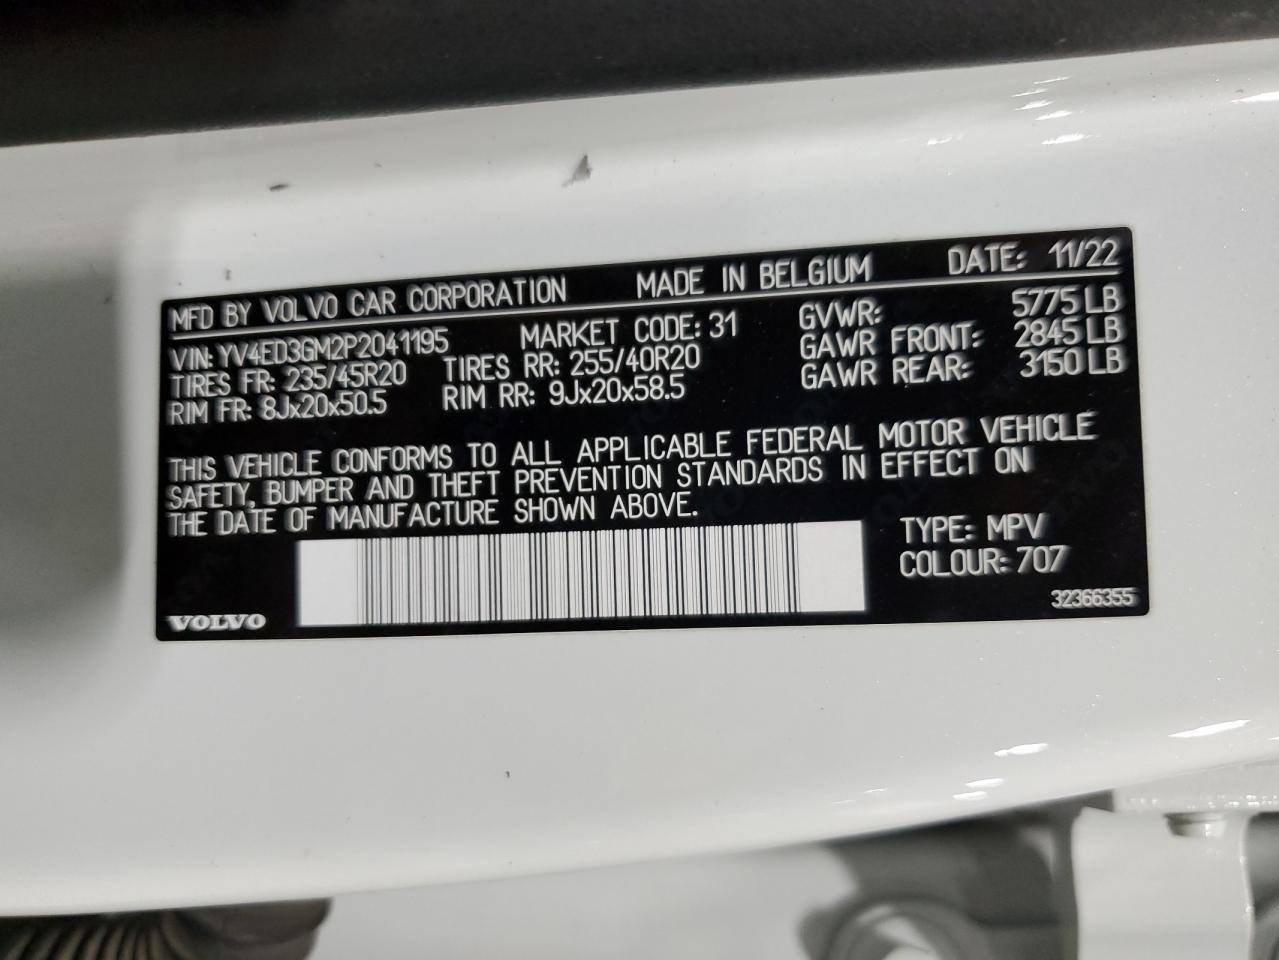 MFD BY VOLVO CAR CORPORATION MADE IN BELGIUM DATE: 11/22
VIN: YV4ED3GM2P2041195 MARKET CODE: 31 GVWR: 5775 LB
TIRES FR: 235/45R20 TIRES RR: 255/40R20 GAWR FRONT: 2845 LB
RIM FR: 8Jx20x50.5 RIM RR: 9Jx20x58.5 GAWR REAR: 3150 LB
THIS VEHICLE CONFORMS TO ALL APPLICABLE FEDERAL MOTOR VEHICLE
SAFETY, BUMPER AND THEFT PREVENTION STANDARDS IN EFFECT ON
THE DATE OF MANUFACTURE SHOWN ABOVE.
TYPE: MPV
COLOUR: 707
VOLVO 32366355